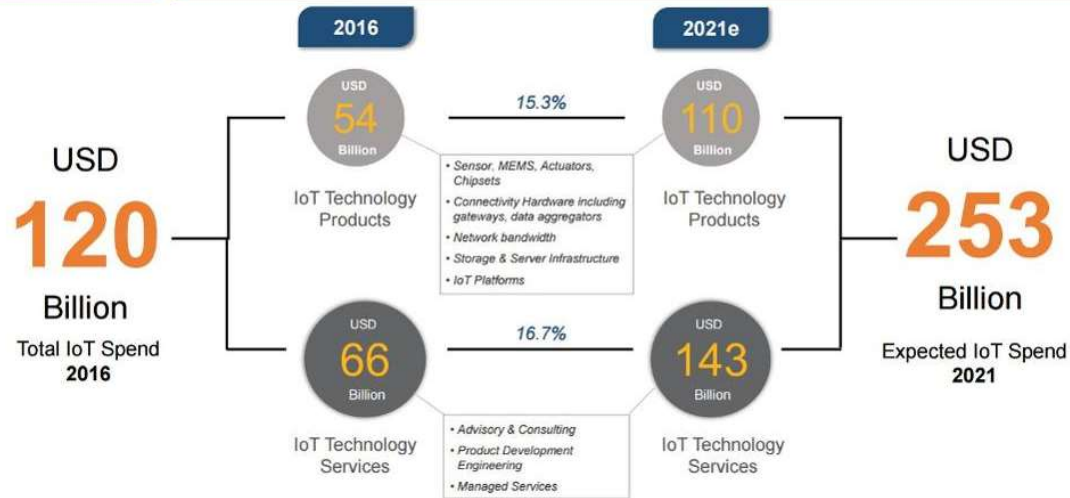 2016
2021e
USD
54
Billion
15.3%
USD
110
Billion
USD
120
Billion
Total IoT Spend
2016
IoT Technology
Products
• Sensor, MEMS, Actuators,
Chipsets
• Connectivity Hardware including
gateways, data aggregators
• Network bandwidth
• Storage & Server Infrastructure
• IoT Platforms
IoT Technology
Products
USD
253
Billion
Expected IoT Spend
2021
USD
66
Billion
16.7%
USD
143
Billion
IoT Technology
Services
• Advisory & Consulting
• Product Development
Engineering
• Managed Services
IoT Technology
Services